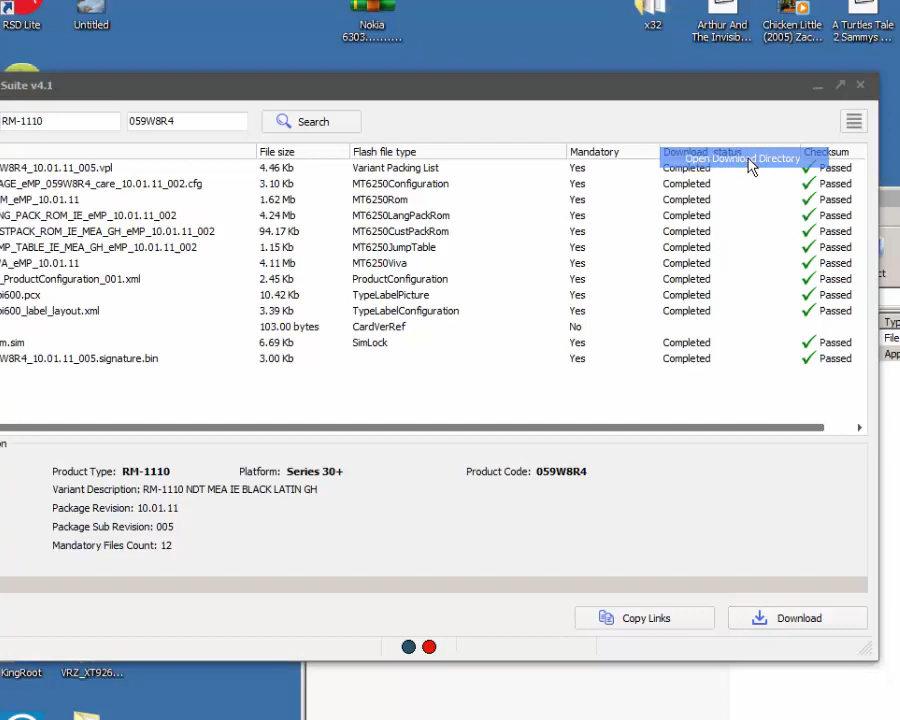 RSD Lite
Untitled
Nokia
6303..........
x32
Arthur And
The Invisib...
Chicken Little
(2005) Zac...
A Turtles Tale
2 Sammys ...
Suite v4.1
RM-1110 059W8R4 Search
File size Flash file type Mandatory Download status Checksum
Open Download Directory
W8R4_10.01.11_005.vpl 4.46 Kb Variant Packing List Yes Completed Passed
AGE_eMP_059W8R4_care_10.01.11_002.cfg 3.10 Kb MT6250Configuration Yes Completed Passed
M_eMP_10.01.11 1.62 Mb MT6250Rom Yes Completed Passed
NG_PACK_ROM_IE_eMP_10.01.11_002 4.24 Mb MT6250LangPackRom Yes Completed Passed
STPACK_ROM_IE_MEA_GH_eMP_10.01.11_002 94.17 Kb MT6250CustPackRom Yes Completed Passed
MP_TABLE_IE_MEA_GH_eMP_10.01.11_002 1.15 Kb MT6250JumpTable Yes Completed Passed
VA_eMP_10.01.11 4.11 Mb MT6250Viva Yes Completed Passed
_ProductConfiguration_001.xml 2.45 Kb ProductConfiguration Yes Completed Passed
pi600.pcx 10.42 Kb TypeLabelPicture Yes Completed Passed
pi600_label_layout.xml 3.39 Kb TypeLabelConfiguration Yes Completed Passed
103.00 bytes CardVerRef No
m.sim 6.69 Kb SimLock Yes Completed Passed
W8R4_10.01.11_005.signature.bin 3.00 Kb Yes Completed Passed
on
Product Type: RM-1110 Platform: Series 30+ Product Code: 059W8R4
Variant Description: RM-1110 NDT MEA IE BLACK LATIN GH
Package Revision: 10.01.11
Package Sub Revision: 005
Mandatory Files Count: 12
Copy Links Download
ct
Typ
File
App
KingRoot
VRZ_XT926...